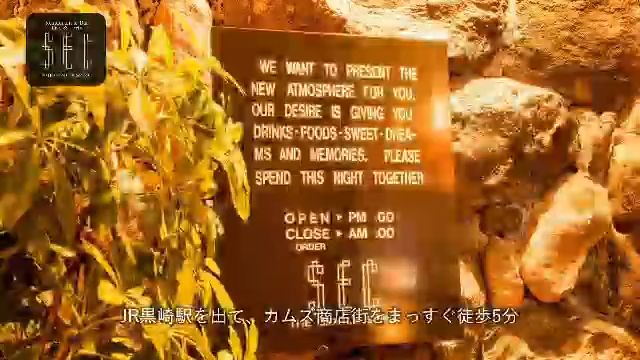 SEC
WE WANT TO PRESENT THE
NEW ATMOSPHERE FOR YOU.
OUR DESIRE IS GIVING YOU
DRINKS·FOODS·SWEET·DREA-
MS AND MEMORIES. PLEASE
SPEND THIS NIGHT TOGETHER
OPEN ▸ PM .00
CLOSE ▸ AM .00
ORDER
SEC
JR黒崎駅を出て、カムズ商店街をまっすぐ徒歩5分